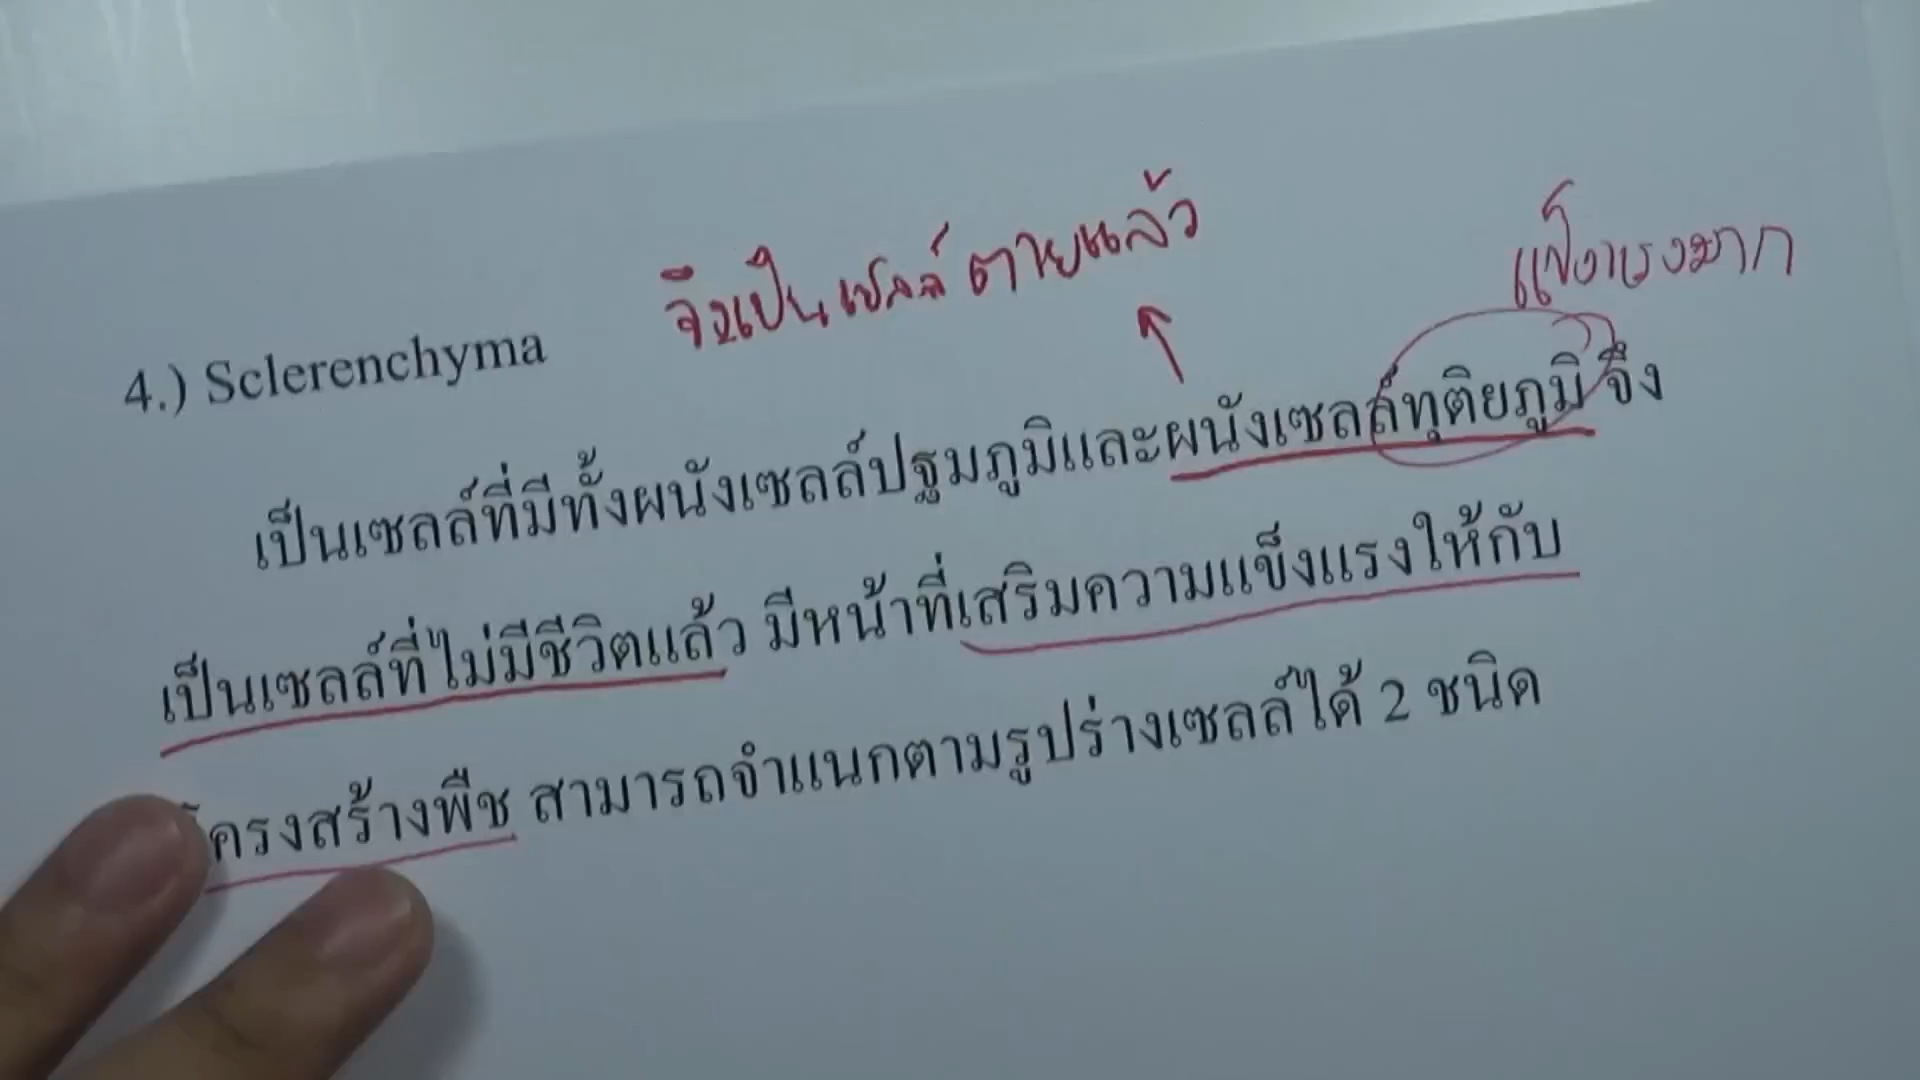 จึงเป็นเซลล์ ตายแล้ว
แข็งแรงมาก
4.) Sclerenchyma
เป็นเซลล์ที่มีทั้งผนังเซลล์ปฐมภูมิและผนังเซลล์ทุติยภูมิ จึง
เป็นเซลล์ที่ไม่มีชีวิตแล้ว มีหน้าที่เสริมความแข็งแรงให้กับ
โครงสร้างพืช สามารถจำแนกตามรูปร่างเซลล์ได้ 2 ชนิด